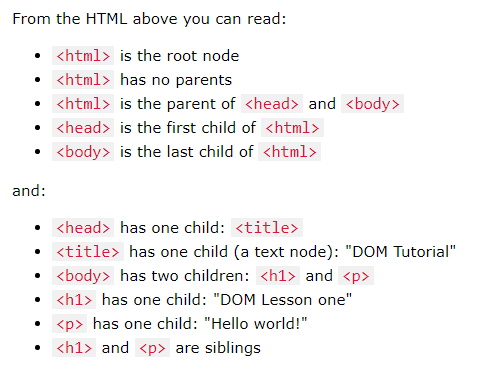 From the HTML above you can read:
• <html> is the root node
• <html> has no parents
• <html> is the parent of <head> and <body>
• <head> is the first child of <html>
• <body> is the last child of <html>
and:
• <head> has one child: <title>
• <title> has one child (a text node): "DOM Tutorial"
• <body> has two children: <h1> and <p>
• <h1> has one child: "DOM Lesson one"
• <p> has one child: "Hello world!"
• <h1> and <p> are siblings